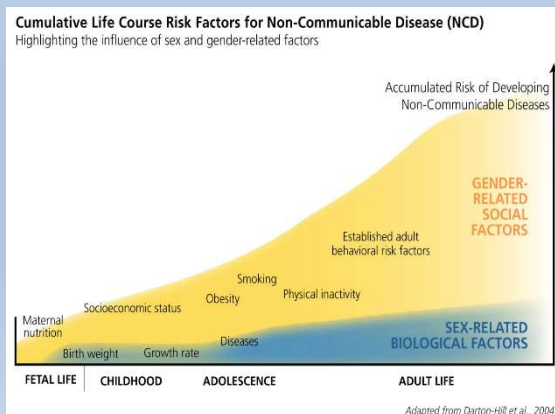 Cumulative Life Course Risk Factors for Non-Communicable Disease (NCD)
Highlighting the influence of sex and gender-related factors
Accumulated Risk of Developing
Non-Communicable Diseases
GENDER-
RELATED
SOCIAL
FACTORS
Established adult
behavioral risk factors
Smoking
Obesity
Physical inactivity
Socioeconomic status
Maternal
nutrition
Diseases
Birth weight
Growth rate
SEX-RELATED
BIOLOGICAL FACTORS
FETAL LIFE
CHILDHOOD
ADOLESCENCE
ADULT LIFE
Adapted from Darton-Hill et al., 2004